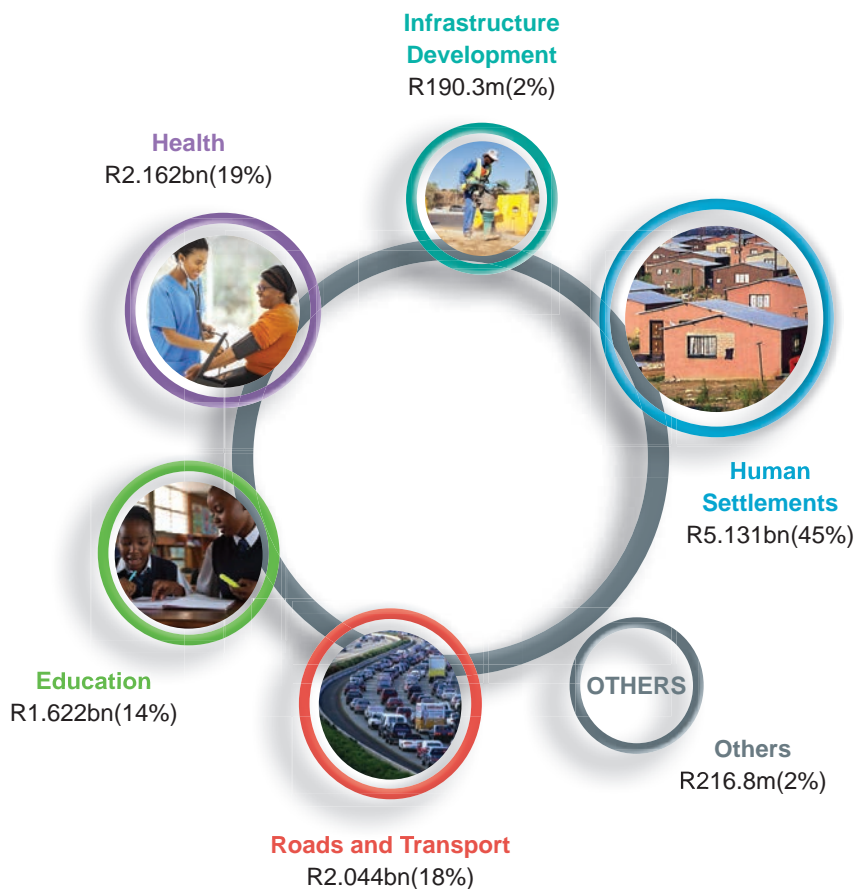 Infrastructure
Development
R190.3m(2%)
Health
R2.162bn(19%)
Human
Settlements
R5.131bn(45%)
Education
R1.622bn(14%)
OTHERS
Others
R216.8m(2%)
Roads and Transport
R2.044bn(18%)